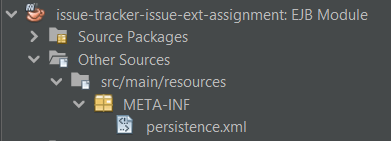 issue-tracker-issue-ext-assignment: EJB Module
Source Packages
Other Sources
src/main/resources
META-INF
persistence.xml